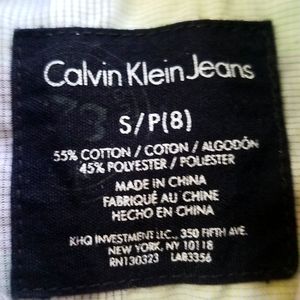 Calvin Klein Jeans
S/P(8)
55% COTTON / COTON / ALGODÓN
45% POLYESTER / POLIESTER
MADE IN CHINA
FABRIQUÉ AU CHINE
HECHO EN CHINA
KHQ INVESTMENT LLC., 350 FIFTH AVE.
NEW YORK, NY 10118
RN130323 LAB3356